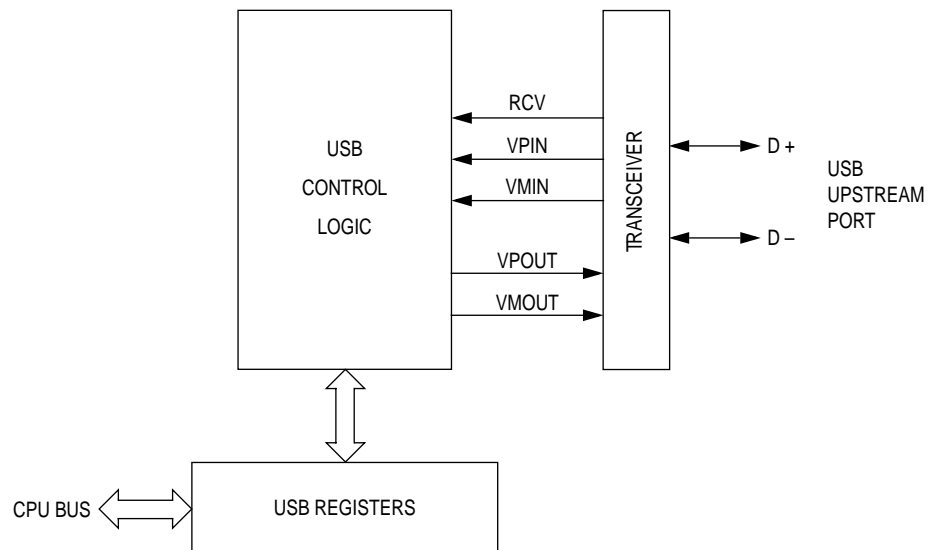 USB
CONTROL
LOGIC
RCV
VPIN
VMIN
VPOUT
VMOUT
TRANSCEIVER
D +
D –
USB
UPSTREAM
PORT
CPU BUS
USB REGISTERS